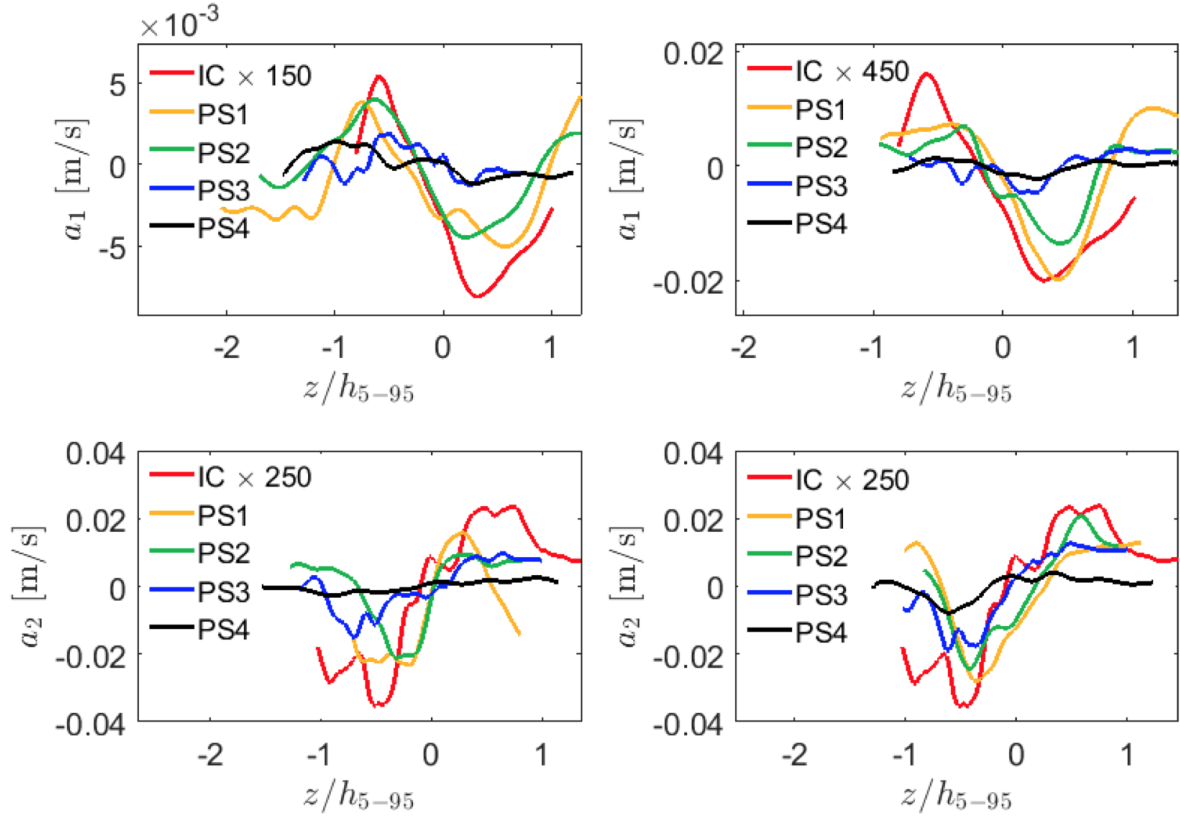 × 10⁻³
5
0
-5
a₁ [m/s]
IC × 150
PS1
PS2
PS3
PS4
-2 -1 0 1
z/h₅₋₉₅
0.02
0
-0.02
a₁ [m/s]
IC × 450
PS1
PS2
PS3
PS4
-2 -1 0 1
z/h₅₋₉₅
0.04
0.02
0
-0.02
-0.04
a₂ [m/s]
IC × 250
PS1
PS2
PS3
PS4
-2 -1 0 1
z/h₅₋₉₅
0.04
0.02
0
-0.02
-0.04
a₂ [m/s]
IC × 250
PS1
PS2
PS3
PS4
-2 -1 0 1
z/h₅₋₉₅